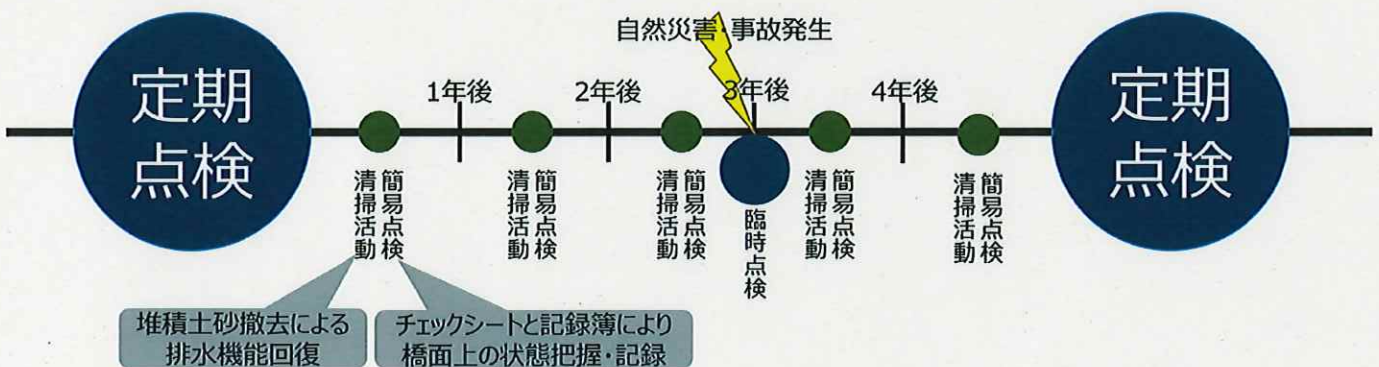 自然災害・事故発生
定期
点検
1年後
2年後
3年後
4年後
定期
点検
簡易点検
清掃活動
簡易点検
清掃活動
簡易点検
清掃活動
臨時点検
簡易点検
清掃活動
簡易点検
清掃活動
堆積土砂撤去による
排水機能回復
チェックシートと記録簿により
橋面上の状態把握・記録